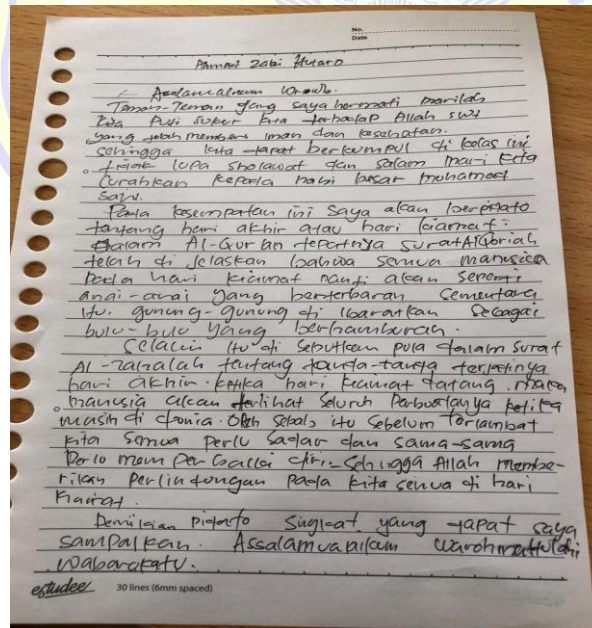 No.
Date
Ahmad Zaki Hutaro
Assalamualaikum Wr. Wb.
Teman-Teman yang saya hormati marilah
kita Puji sukur kita terhadap Allah swt
yang telah memberi iman dan kesehatan.
sehingga kita dapat berkumpul di kelas ini
tidak lupa sholawat dan salam mari kita
Curahkan kepada nabi besar muhamad
saw.
Pada kesempatan ini saya akan berpidato
tentang hari akhir atau hari kiamat.
Dalam Al-Qur'an tepatnya surat Al Qoriah
telah di jelaskan bahwa semua manusia
Pada hari kiamat nanti akan seperti
anai-anai yang berterbaran Sementara
itu. gunung-gunung di ibaratkan Sebagai
bulu-bulu yang berhamburan.
Selain itu di Sebutkan pula dalam surat
Al-zalzalah tentang tanda-tanda terjadinya
hari akhir. ketika hari kiamat datang. maka
manusia akan terlihat seluruh Perbuatanya ketika
masih di dunia. Oleh sebab itu Sebelum Terlambat
kita Semua Perlu Sadar dan sama-sama
Perlu mem Per baiki diri. Sehingga Allah membe-
rikan Perlindungan Pada kita semua di hari
kiamat.
Demikian Pidato Singkat yang dapat saya
sampaikan. Assalamualaikum warohmatulahi
wabarakatu.
estudee 30 lines (6mm spaced)